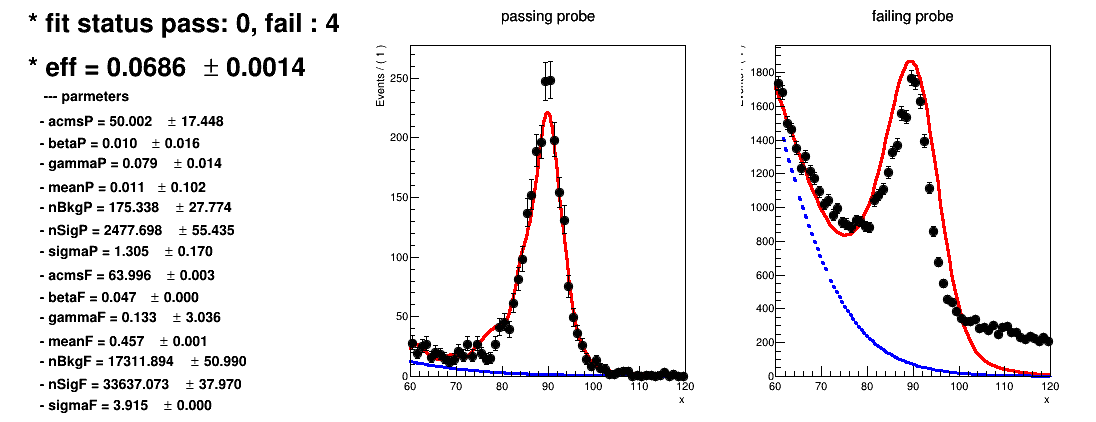 * fit status pass: 0, fail : 4
* eff = 0.0686 ± 0.0014
--- parmeters
- acmsP = 50.002 ± 17.448
- betaP = 0.010 ± 0.016
- gammaP = 0.079 ± 0.014
- meanP = 0.011 ± 0.102
- nBkgP = 175.338 ± 27.774
- nSigP = 2477.698 ± 55.435
- sigmaP = 1.305 ± 0.170
- acmsF = 63.996 ± 0.003
- betaF = 0.047 ± 0.000
- gammaF = 0.133 ± 3.036
- meanF = 0.457 ± 0.001
- nBkgF = 17311.894 ± 50.990
- nSigF = 33637.073 ± 37.970
- sigmaF = 3.915 ± 0.000
passing probe
Events / ( 1 )
250
200
150
100
50
0
60 70 80 90 100 110 120
x
failing probe
1800
1600
1400
1200
1000
800
600
400
200
0
60 70 80 90 100 110 120
x